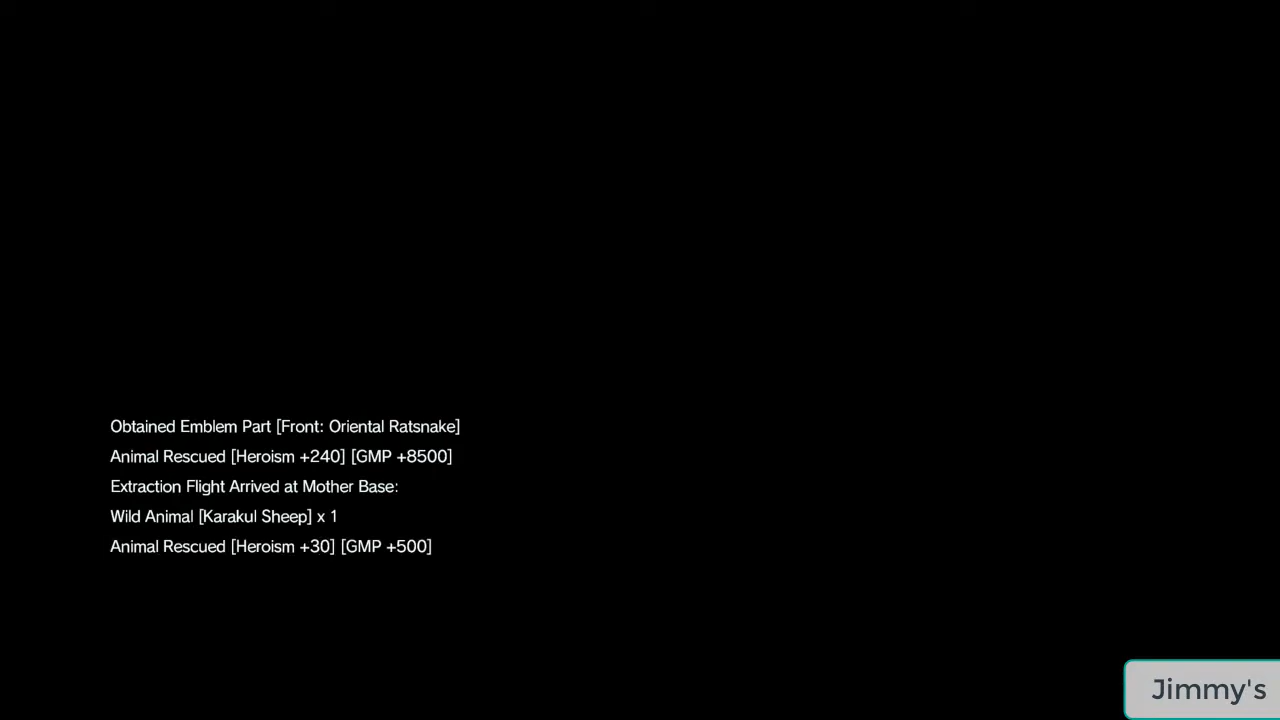 Obtained Emblem Part [Front: Oriental Ratsnake]
Animal Rescued [Heroism +240] [GMP +8500]
Extraction Flight Arrived at Mother Base:
Wild Animal [Karakul Sheep] x 1
Animal Rescued [Heroism +30] [GMP +500]
Jimmy's